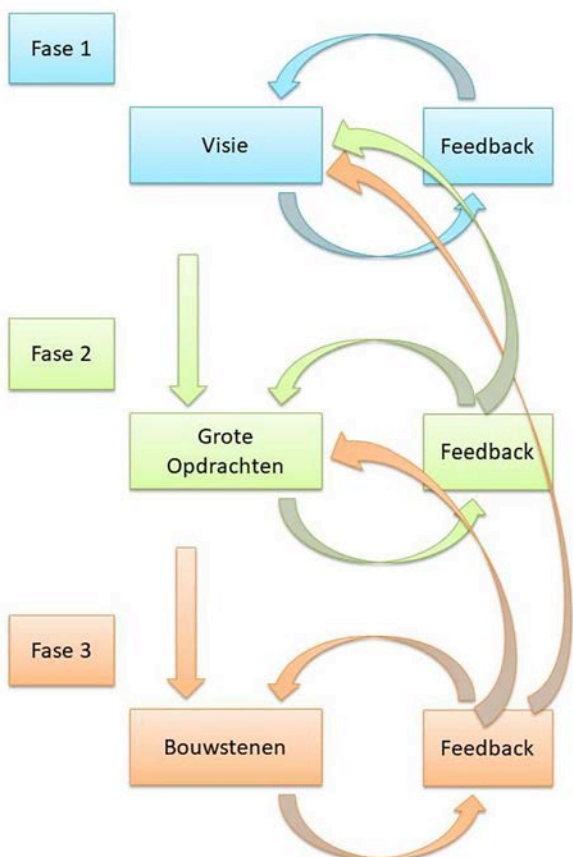 Fase 1
Visie
Feedback
Fase 2
Grote
Opdrachten
Feedback
Fase 3
Bouwstenen
Feedback